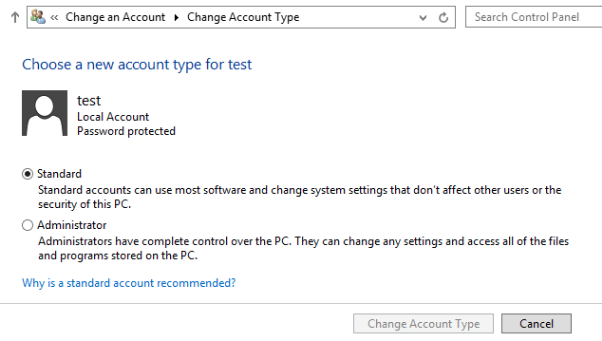 « Change an Account ▸ Change Account Type
Search Control Panel
Choose a new account type for test
test
Local Account
Password protected
Standard
Standard accounts can use most software and change system settings that don't affect other users or the
security of this PC.
Administrator
Administrators have complete control over the PC. They can change any settings and access all of the files
and programs stored on the PC.
Why is a standard account recommended?
Change Account Type
Cancel